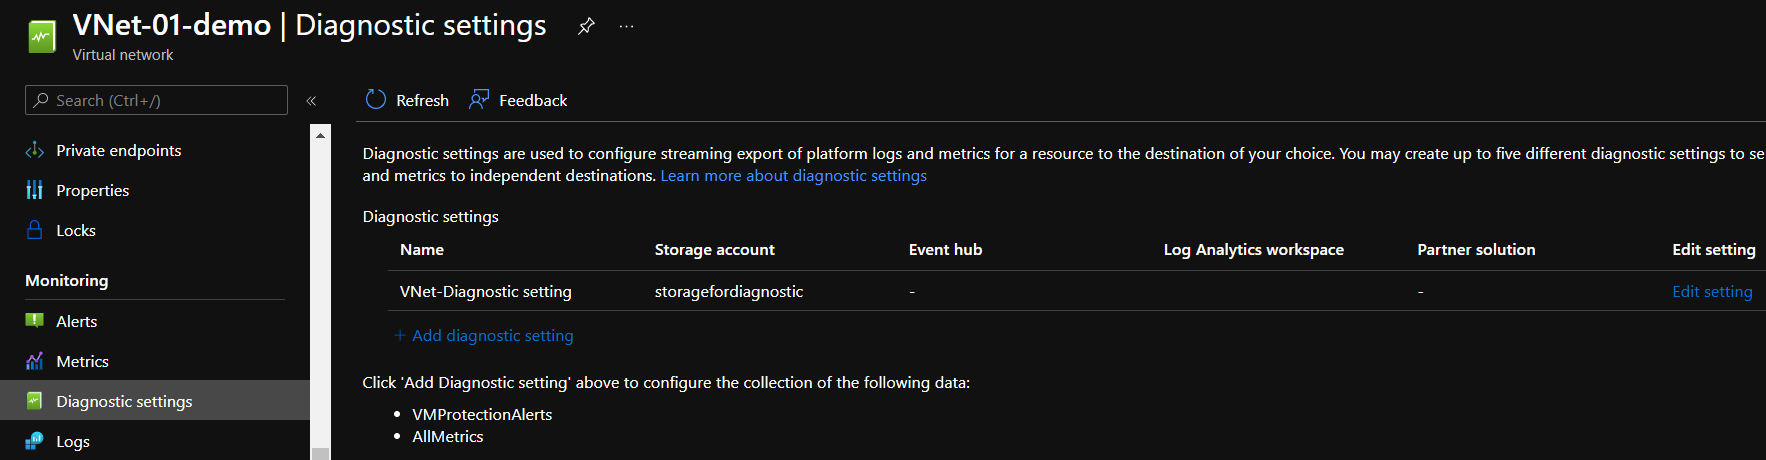 VNet-01-demo | Diagnostic settings
Virtual network
Search (Ctrl+/)
Private endpoints
Properties
Locks
Monitoring
Alerts
Metrics
Diagnostic settings
Logs
Refresh
Feedback
Diagnostic settings are used to configure streaming export of platform logs and metrics for a resource to the destination of your choice. You may create up to five different diagnostic settings to se
and metrics to independent destinations. Learn more about diagnostic settings
Diagnostic settings
Name Storage account Event hub Log Analytics workspace Partner solution Edit setting
VNet-Diagnostic setting storagefordiagnostic - - Edit setting
+ Add diagnostic setting
Click 'Add Diagnostic setting' above to configure the collection of the following data:
• VMProtectionAlerts
• AllMetrics